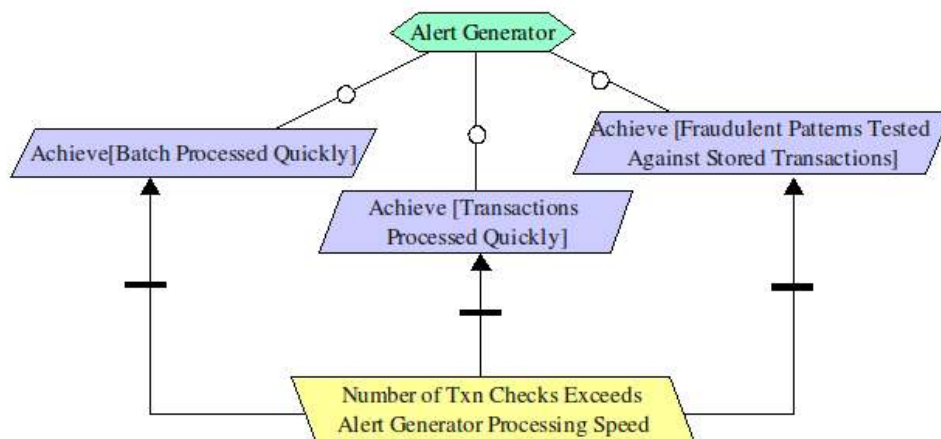 Alert Generator
Achieve[Batch Processed Quickly]
Achieve [Fraudulent Patterns Tested
Against Stored Transactions]
Achieve [Transactions
Processed Quickly]
Number of Txn Checks Exceeds
Alert Generator Processing Speed